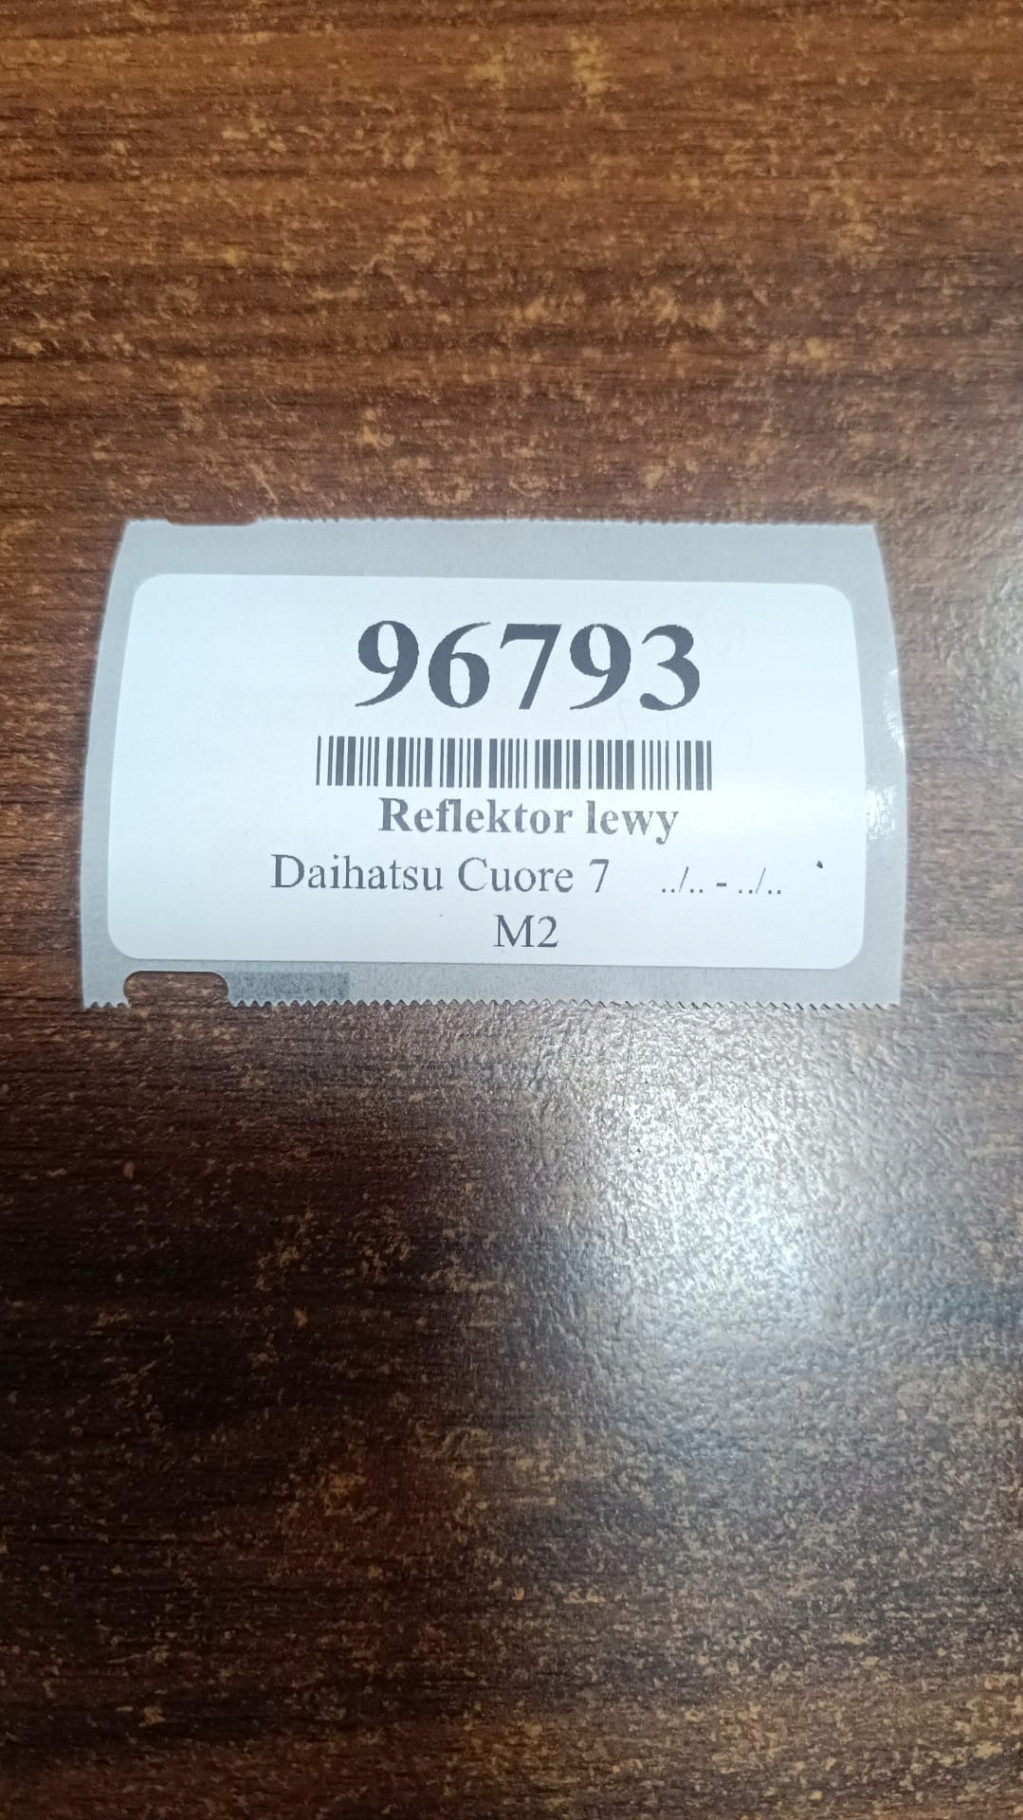 96793
Reflektor lewy
Daihatsu Cuore 7 ../.. - ../..
M2